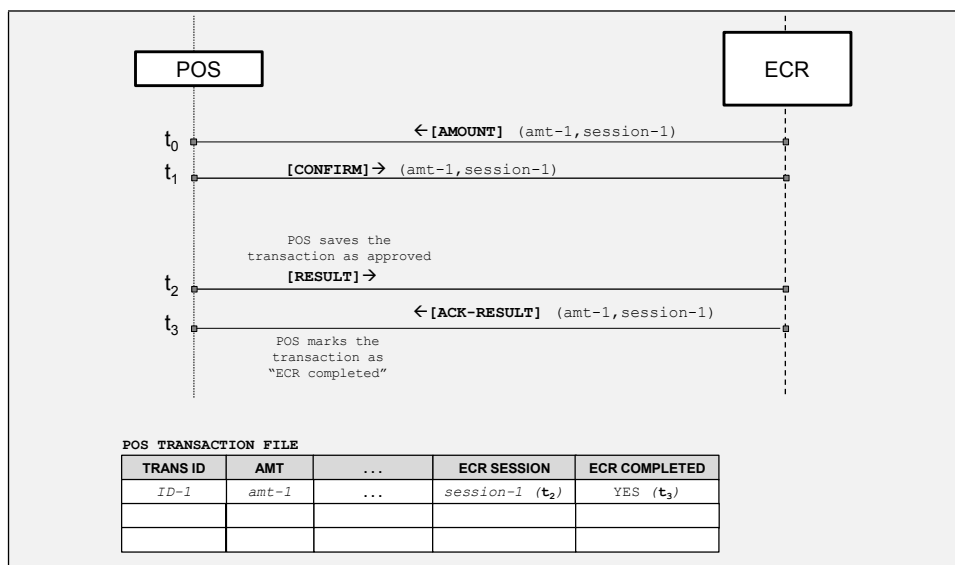 POS
ECR
t0 ←[AMOUNT] (amt-1,session-1)
t1 [CONFIRM]→ (amt-1,session-1)
POS saves the
transaction as approved
t2 [RESULT]→
t3 ←[ACK-RESULT] (amt-1,session-1)
POS marks the
transaction as
“ECR completed”
POS TRANSACTION FILE
TRANS ID AMT ... ECR SESSION ECR COMPLETED
ID-1 amt-1 ... session-1 (t2) YES (t3)